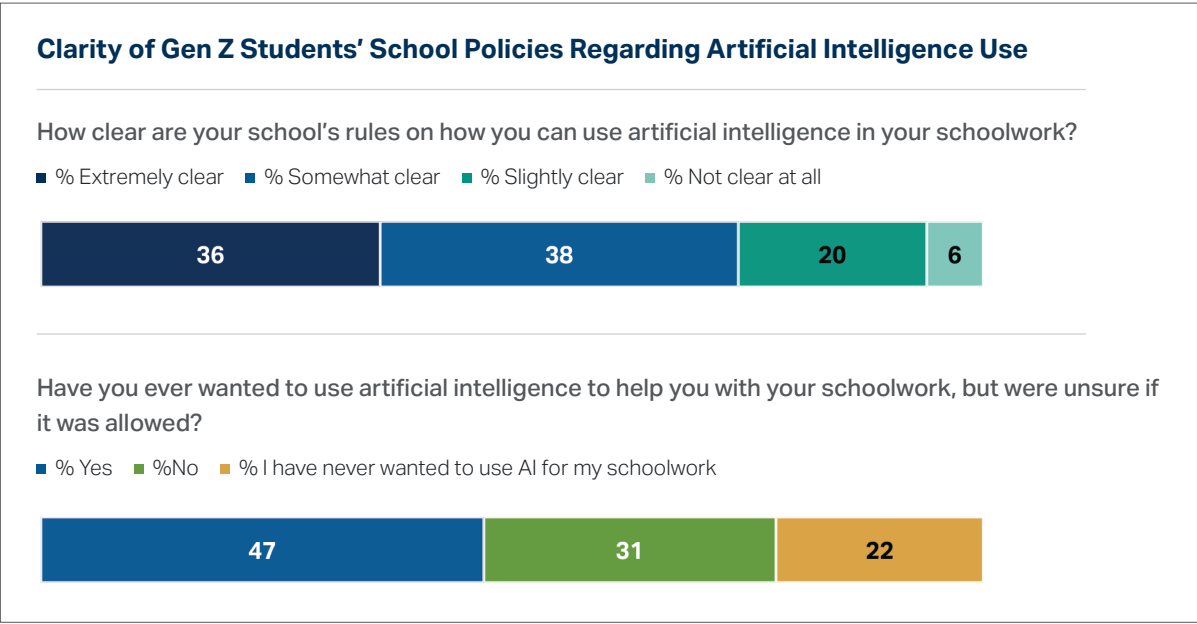 Clarity of Gen Z Students’ School Policies Regarding Artificial Intelligence Use
How clear are your school’s rules on how you can use artificial intelligence in your schoolwork?
% Extremely clear % Somewhat clear % Slightly clear % Not clear at all
36 38 20 6
Have you ever wanted to use artificial intelligence to help you with your schoolwork, but were unsure if
it was allowed?
% Yes %No % I have never wanted to use AI for my schoolwork
47 31 22